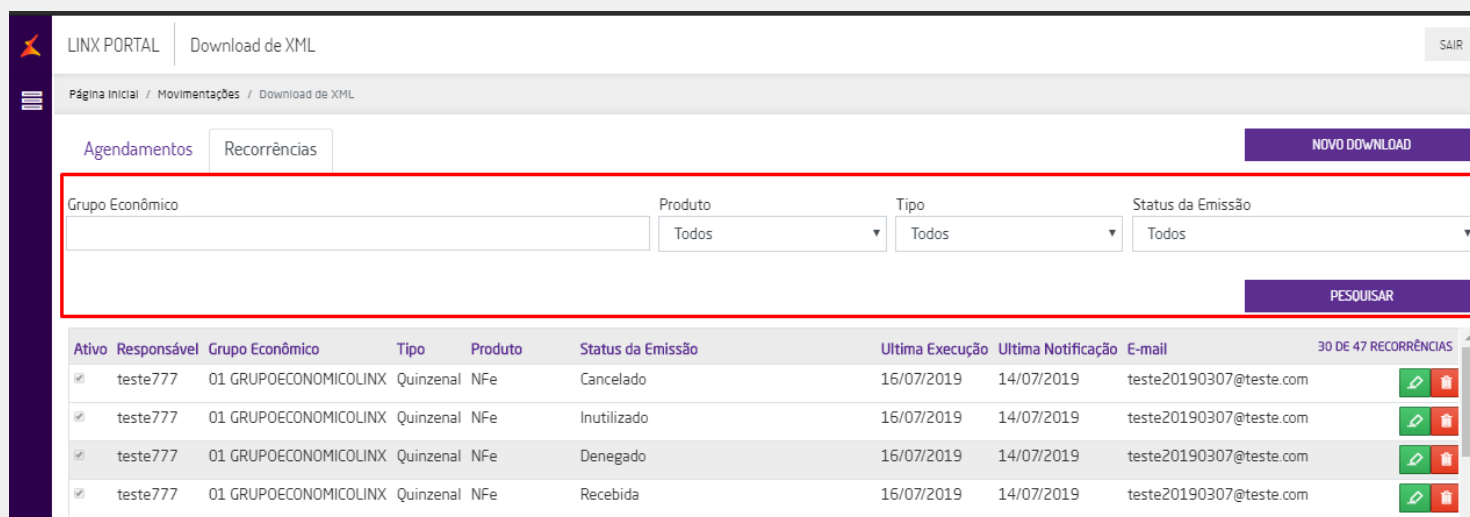 LINX PORTAL Download de XML SAIR
Página Inicial / Movimentações / Download de XML
Agendamentos Recorrências NOVO DOWNLOAD
Grupo Econômico Produto Tipo Status da Emissão
Todos Todos Todos
PESQUISAR
Ativo Responsável Grupo Econômico Tipo Produto Status da Emissão Ultima Execução Ultima Notificação E-mail 30 DE 47 RECORRÊNCIAS
teste777 01 GRUPOECONOMICOLINX Quinzenal NFe Cancelado 16/07/2019 14/07/2019 teste20190307@teste.com
teste777 01 GRUPOECONOMICOLINX Quinzenal NFe Inutilizado 16/07/2019 14/07/2019 teste20190307@teste.com
teste777 01 GRUPOECONOMICOLINX Quinzenal NFe Denegado 16/07/2019 14/07/2019 teste20190307@teste.com
teste777 01 GRUPOECONOMICOLINX Quinzenal NFe Recebida 16/07/2019 14/07/2019 teste20190307@teste.com